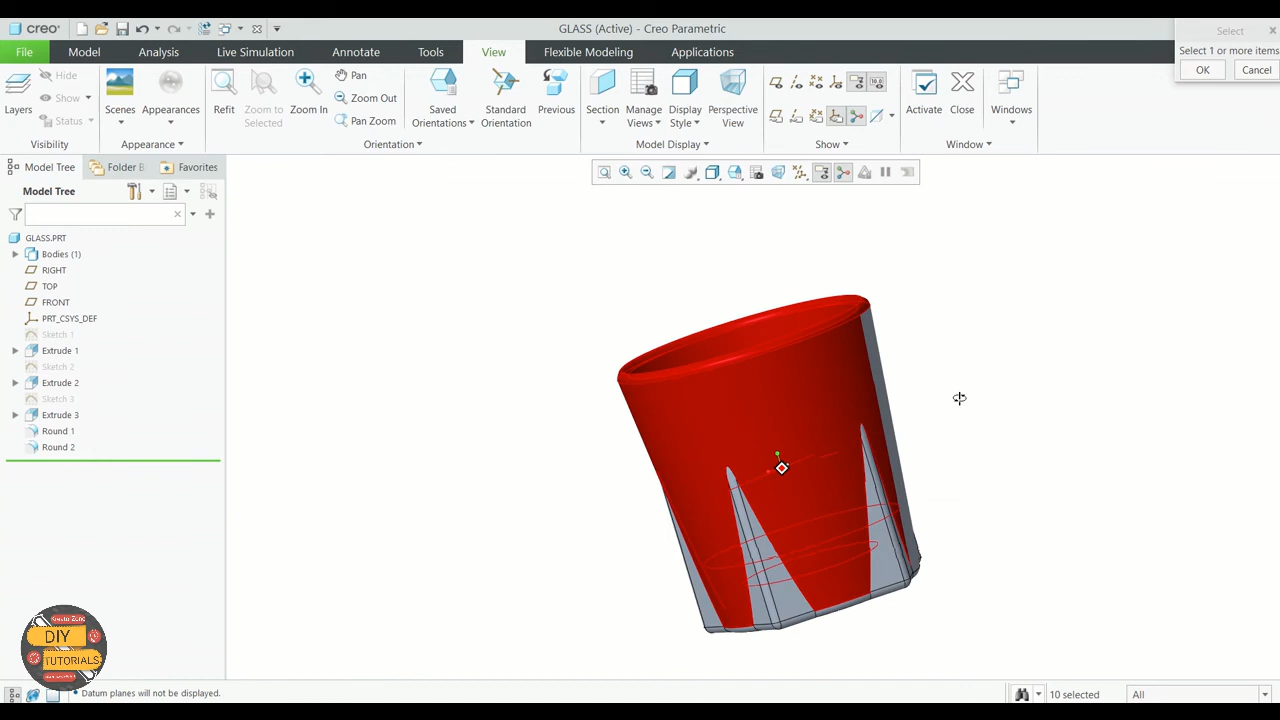 creo GLASS (Active) - Creo Parametric
Select
File Model Analysis Live Simulation Annotate Tools View Flexible Modeling Applications
Select 1 or more items
OK Cancel
Layers
Hide
Show
Status
Scenes
Appearances
Refit
Zoom to
Selected
Zoom In
Pan
Zoom Out
Pan Zoom
Saved
Orientations
Standard
Orientation
Previous
Section
Manage
Views
Display
Style
Perspective
View
Activate
Close
Windows
Visibility Appearance Orientation Model Display Show Window
Model Tree Folder B Favorites
Model Tree
GLASS.PRT
Bodies (1)
RIGHT
TOP
FRONT
PRT_CSYS_DEF
Sketch 1
Extrude 1
Sketch 2
Extrude 2
Sketch 3
Extrude 3
Round 1
Round 2
DIY
TUTORIALS
Datum planes will not be displayed.
10 selected
All